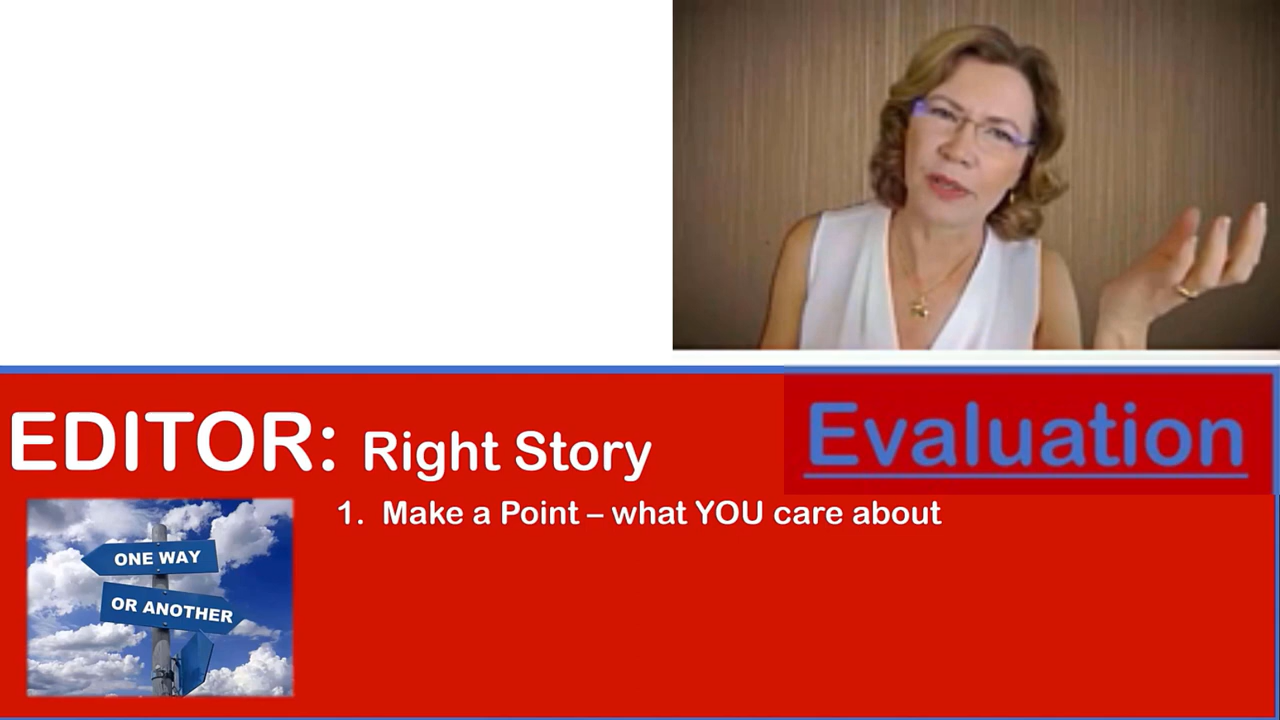 EDITOR: Right Story
Evaluation
1. Make a Point – what YOU care about
ONE WAY
OR ANOTHER